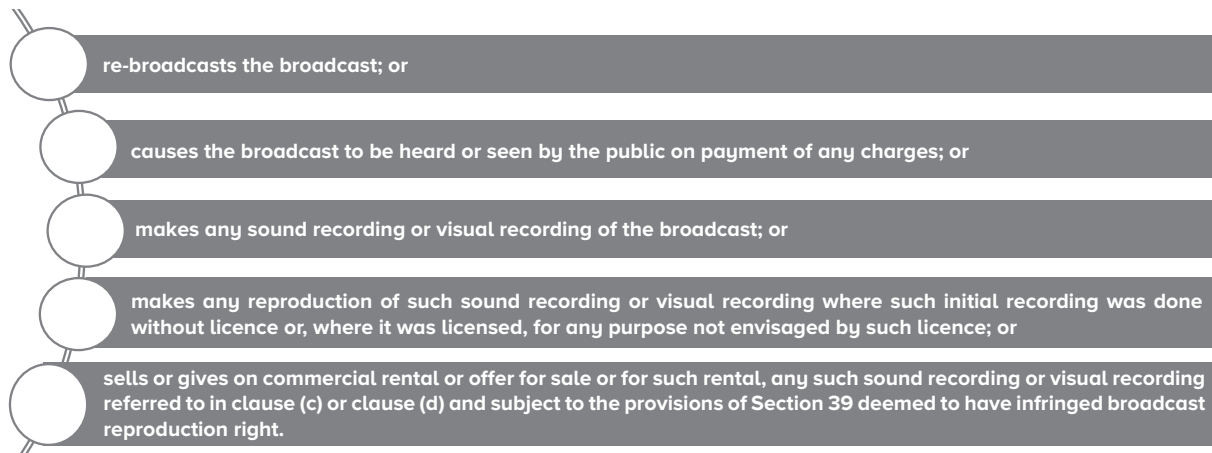 re-broadcasts the broadcast; or
causes the broadcast to be heard or seen by the public on payment of any charges; or
makes any sound recording or visual recording of the broadcast; or
makes any reproduction of such sound recording or visual recording where such initial recording was done
without licence or, where it was licensed, for any purpose not envisaged by such licence; or
sells or gives on commercial rental or offer for sale or for such rental, any such sound recording or visual recording
referred to in clause (c) or clause (d) and subject to the provisions of Section 39 deemed to have infringed broadcast
reproduction right.